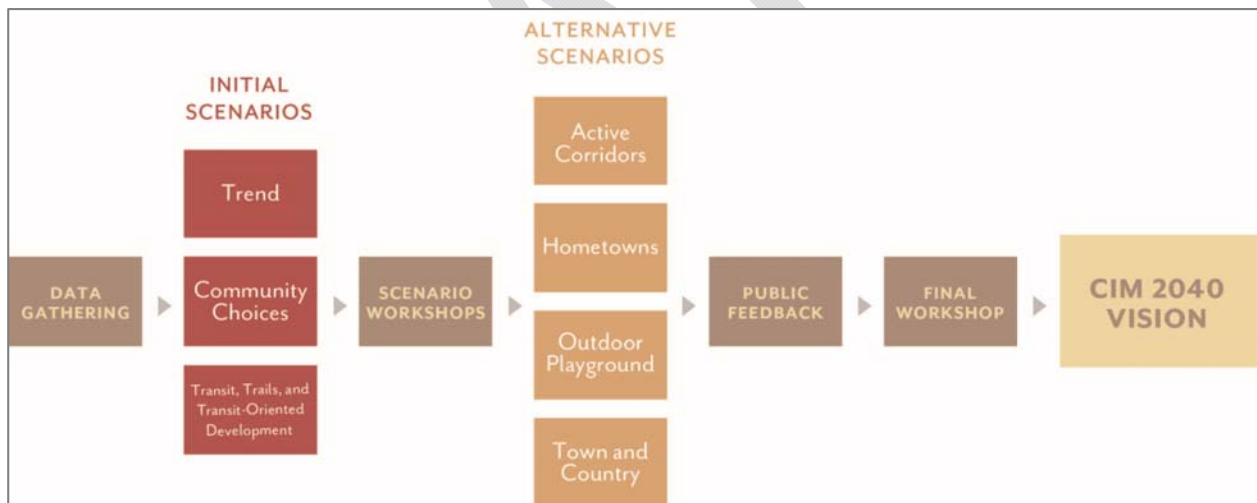 DATA
GATHERING
INITIAL
SCENARIOS
Trend
Community
Choices
Transit, Trails, and
Transit-Oriented
Development
SCENARIO
WORKSHOPS
ALTERNATIVE
SCENARIOS
Active
Corridors
Hometowns
Outdoor
Playground
Town and
Country
PUBLIC
FEEDBACK
FINAL
WORKSHOP
CIM 2040
VISION